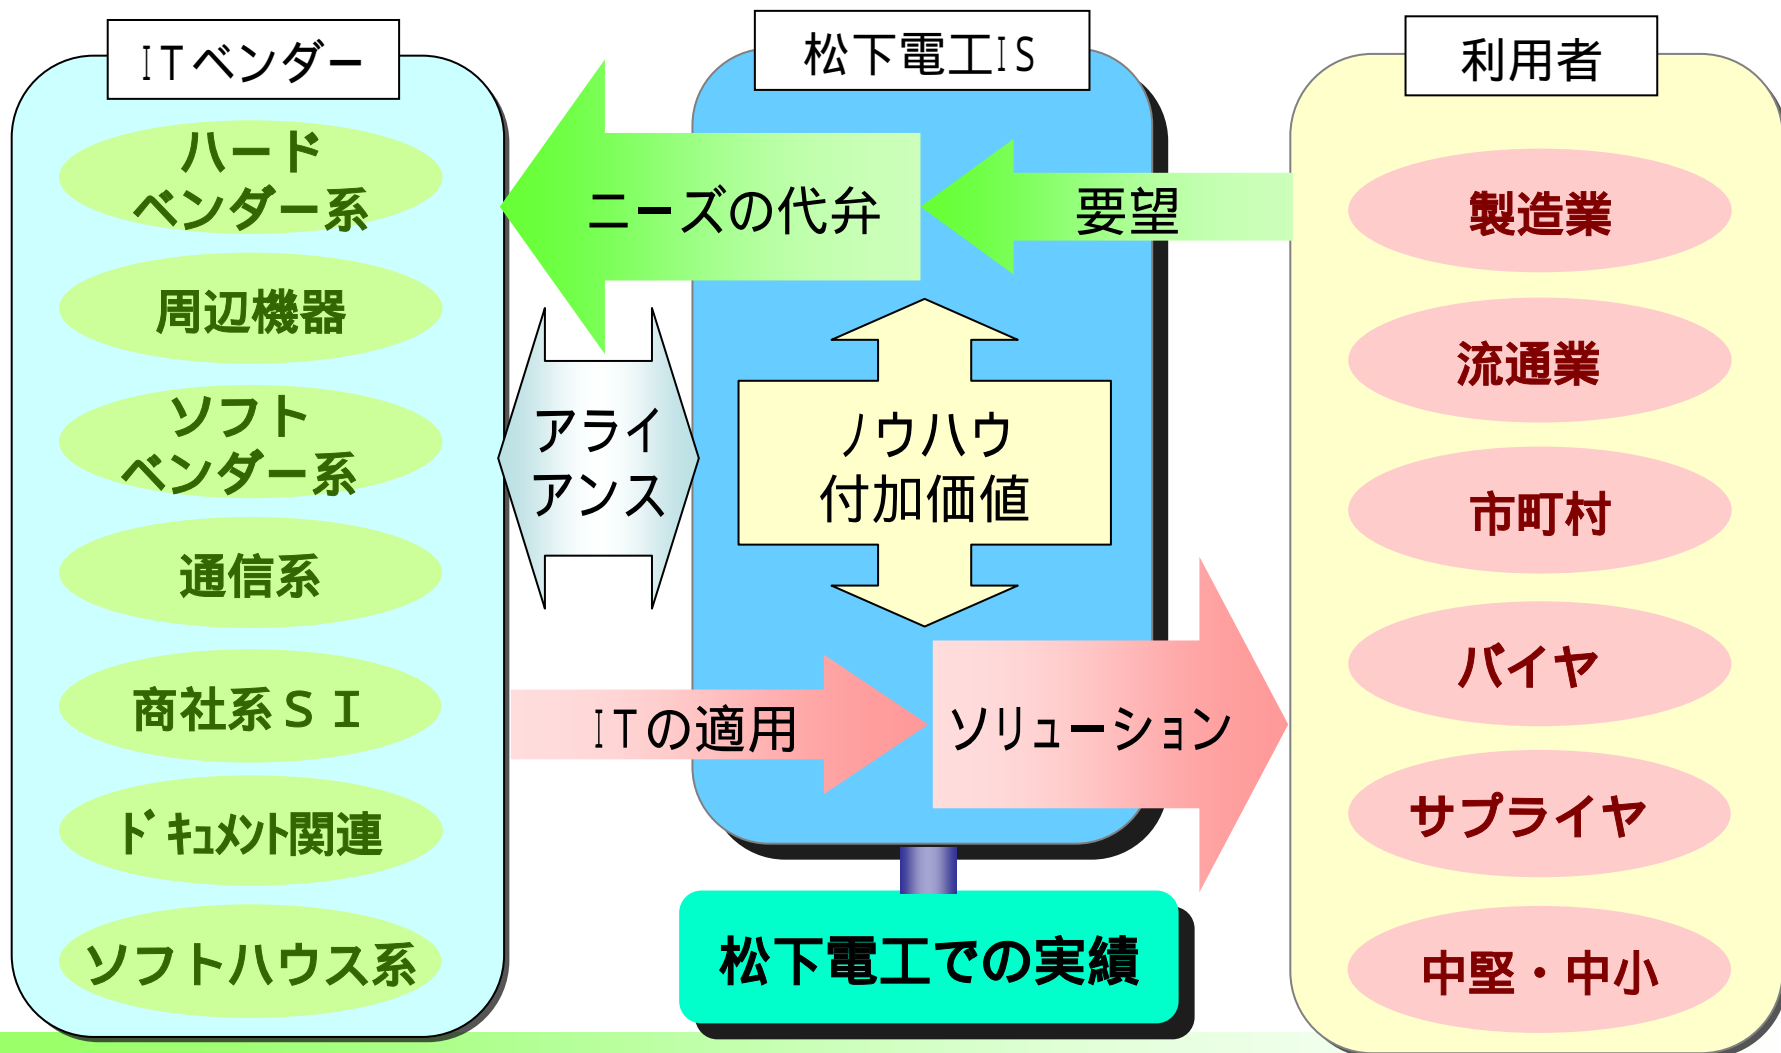 ITベンダー
ハード
ベンダー系
周辺機器
ソフト
ベンダー系
通信系
商社系ＳＩ
ﾄﾞｷｭﾒﾝﾄ関連
ソフトハウス系
松下電工IS
ニーズの代弁
要望
アライ
アンス
ノウハウ
付加価値
ITの適用
ソリューション
松下電工での実績
利用者
製造業
流通業
市町村
バイヤ
サプライヤ
中堅・中小